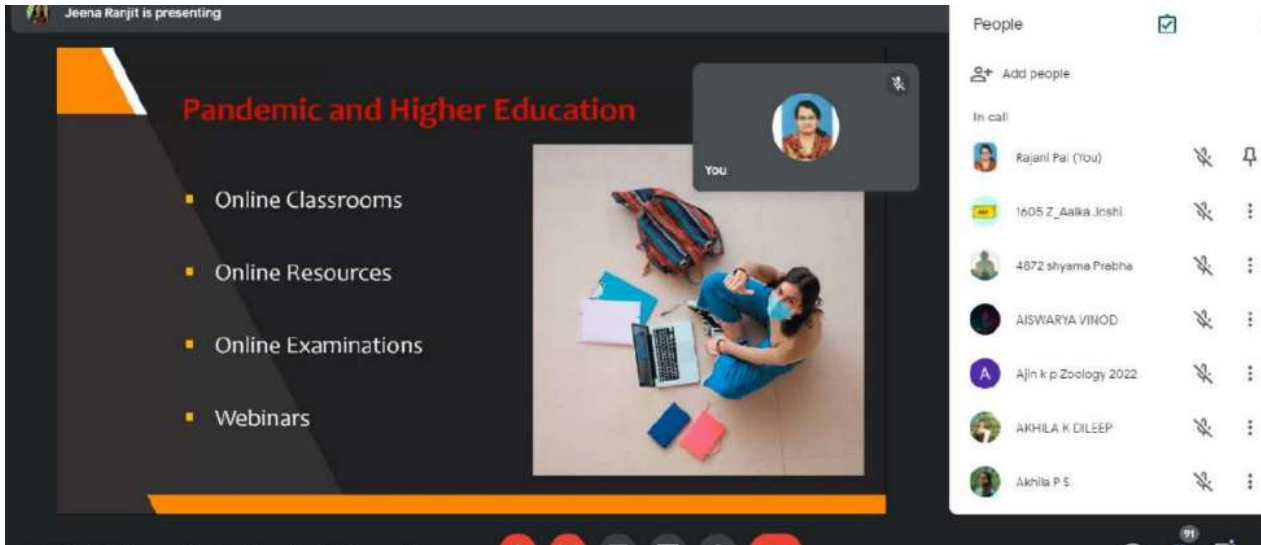 Jeena Ranjit is presenting
Pandemic and Higher Education
Online Classrooms
Online Resources
Online Examinations
Webinars
You
People
Add people
In call
Rajani Pai (You)
1605 Z_Aalka Joshi
4872 shyama Prabha
AISWARYA VINOD
A
Ajin k p Zoology 2022
AKHILA K DILEEP
Akhila P S
91